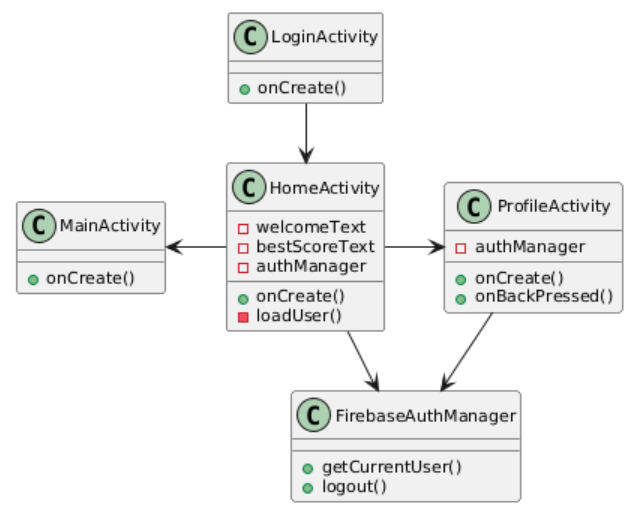 C LoginActivity
onCreate()
C HomeActivity
welcomeText
bestScoreText
authManager
onCreate()
loadUser()
C MainActivity
onCreate()
C ProfileActivity
authManager
onCreate()
onBackPressed()
C FirebaseAuthManager
getCurrentUser()
logout()